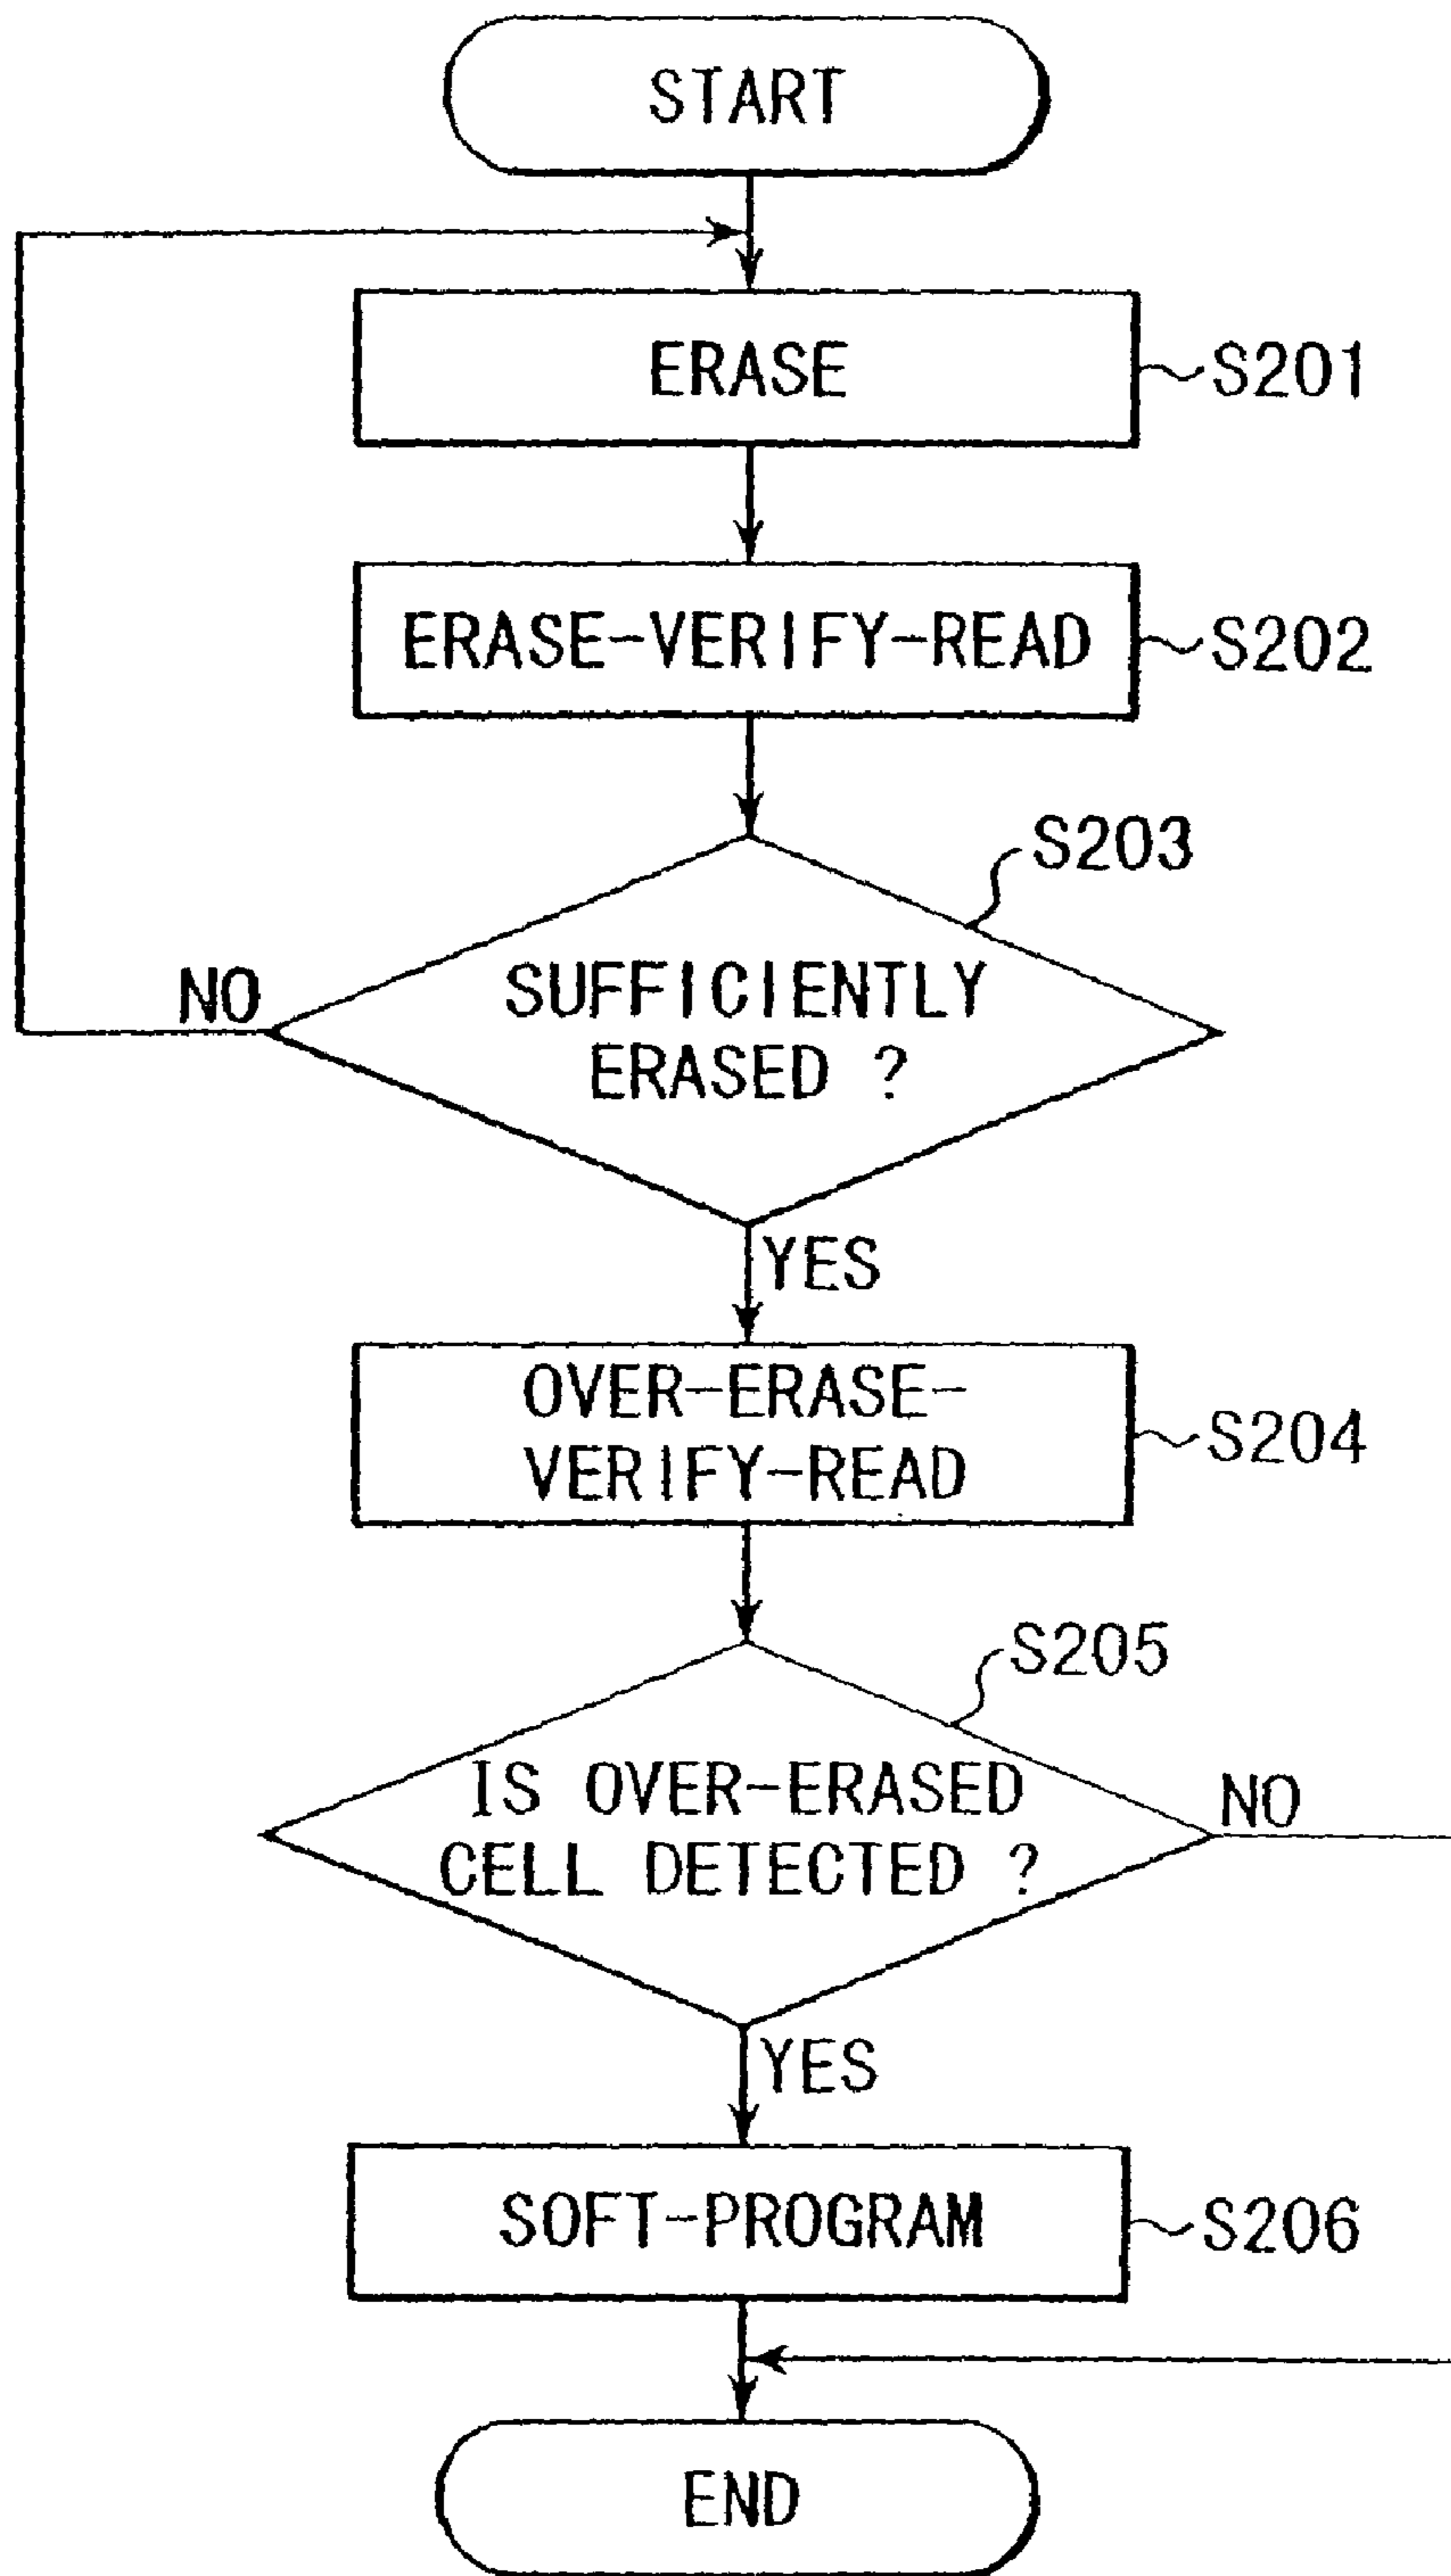 START
ERASE
S201
ERASE-VERIFY-READ
S202
S203
SUFFICIENTLY
ERASED ?
NO
YES
OVER-ERASE-
VERIFY-READ
S204
S205
IS OVER-ERASED
CELL DETECTED ?
NO
YES
SOFT-PROGRAM
S206
END